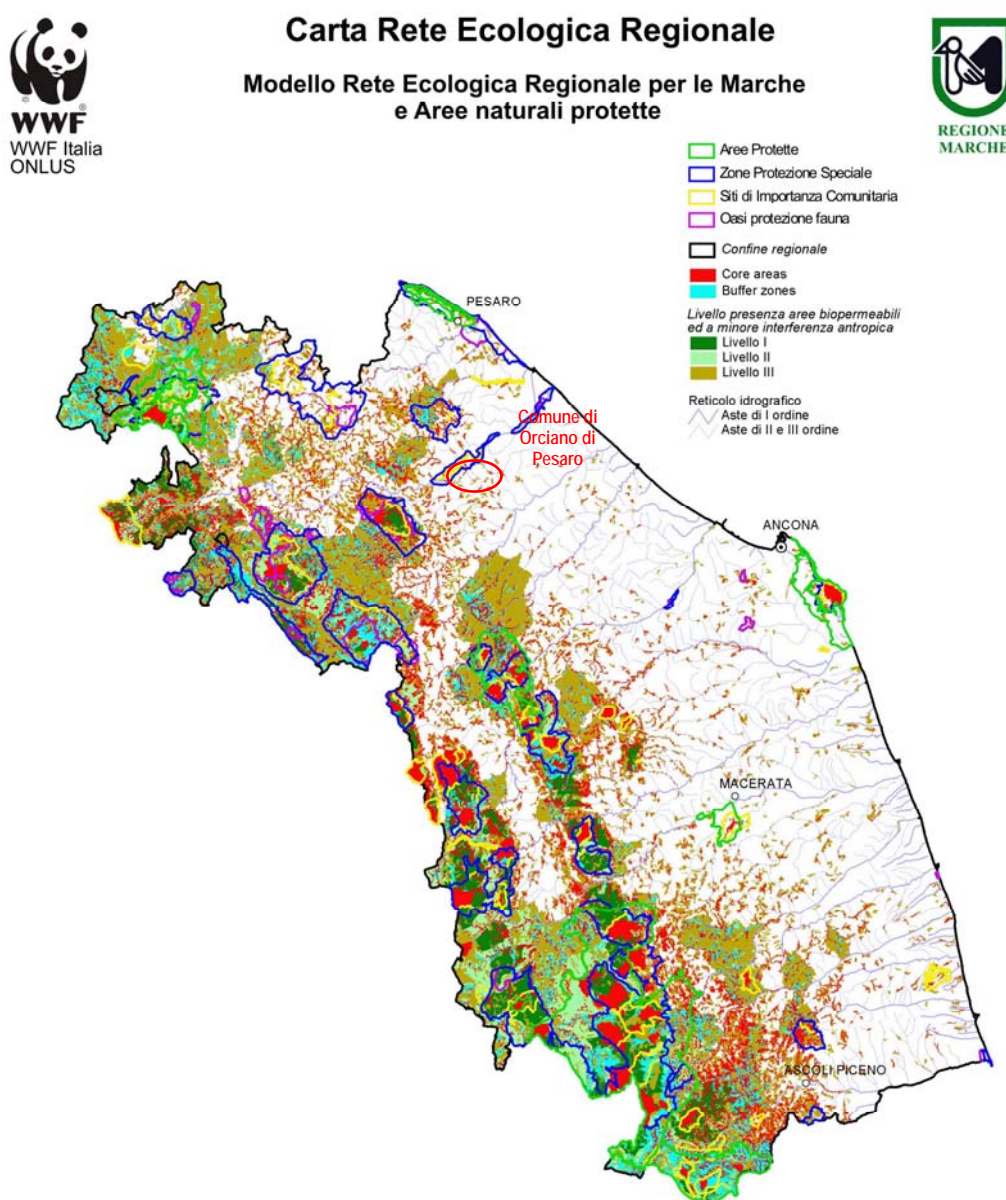 Carta Rete Ecologica Regionale
Modello Rete Ecologica Regionale per le Marche
e Aree naturali protette
WWF
WWF Italia
ONLUS
REGIONE
MARCHE
Aree Protette
Zone Protezione Speciale
Siti di Importanza Comunitaria
Oasi protezione fauna
Confine regionale
Core areas
Buffer zones
Livello presenza aree biopermeabili
ed a minore interferenza antropica
Livello I
Livello II
Livello III
Reticolo idrografico
Aste di I ordine
Aste di II e III ordine
PESARO
Comune di
Orciano di
Pesaro
ANCONA
MACERATA
ASCOLI PICENO